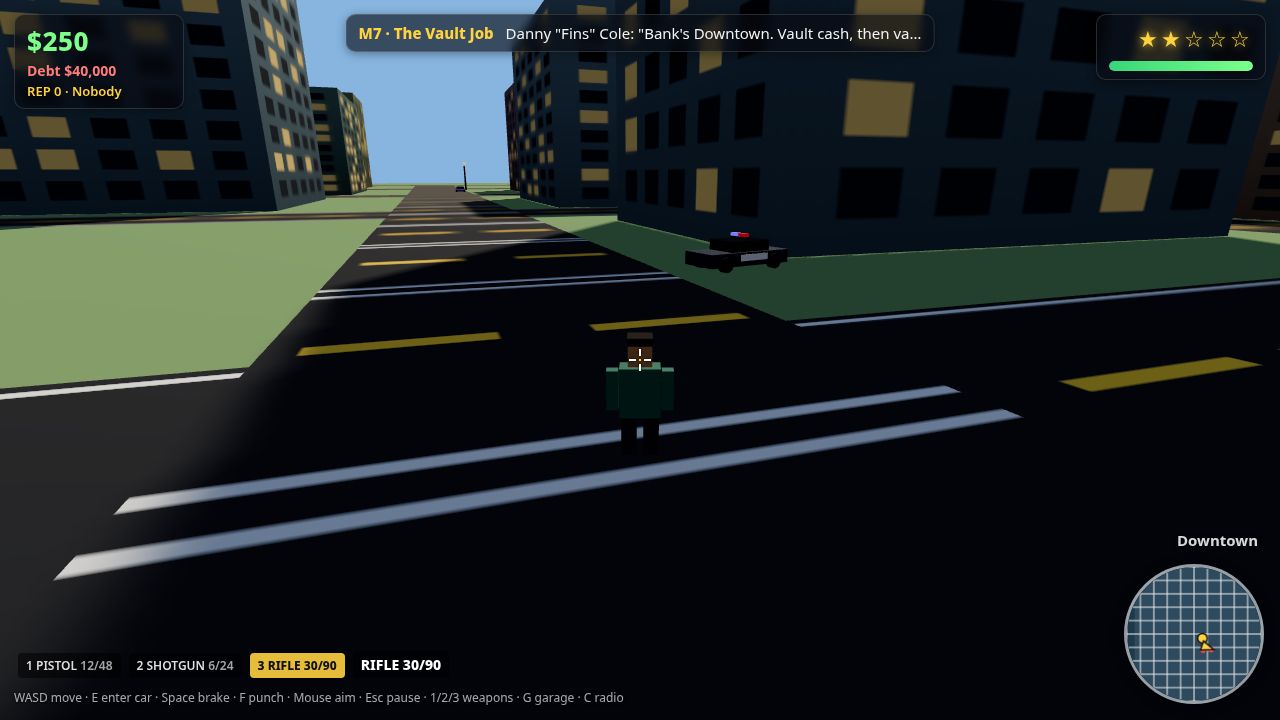 $250
Debt $40,000
REP 0 · Nobody
M7 · The Vault Job Danny "Fins" Cole: "Bank's Downtown. Vault cash, then va...
★★☆☆☆
Downtown
1 PISTOL 12/48 2 SHOTGUN 6/24 3 RIFLE 30/90 RIFLE 30/90
WASD move · E enter car · Space brake · F punch · Mouse aim · Esc pause · 1/2/3 weapons · G garage · C radio